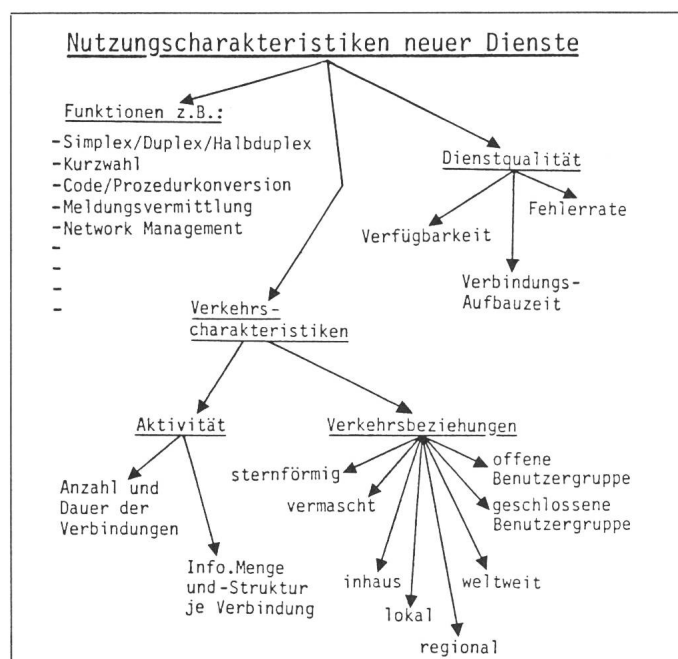 Nutzungscharakteristiken neuer Dienste
Funktionen z.B.:
-Simplex/Duplex/Halbduplex
-Kurzwahl
-Code/Prozedurkonversion
-Meldungsvermittlung
-Network Management
-
-
-
-
Dienstqualität
Fehlerrate
Verfügbarkeit
Verbindungs-
Aufbauzeit
Verkehrs-
charakteristiken
Aktivität
Anzahl und
Dauer der
Verbindungen
Info.Menge
und-Struktur
je Verbindung
Verkehrsbeziehungen
sternförmig
vermascht
inhaus
lokal
regional
weltweit
offene
Benutzergruppe
geschlossene
Benutzergruppe